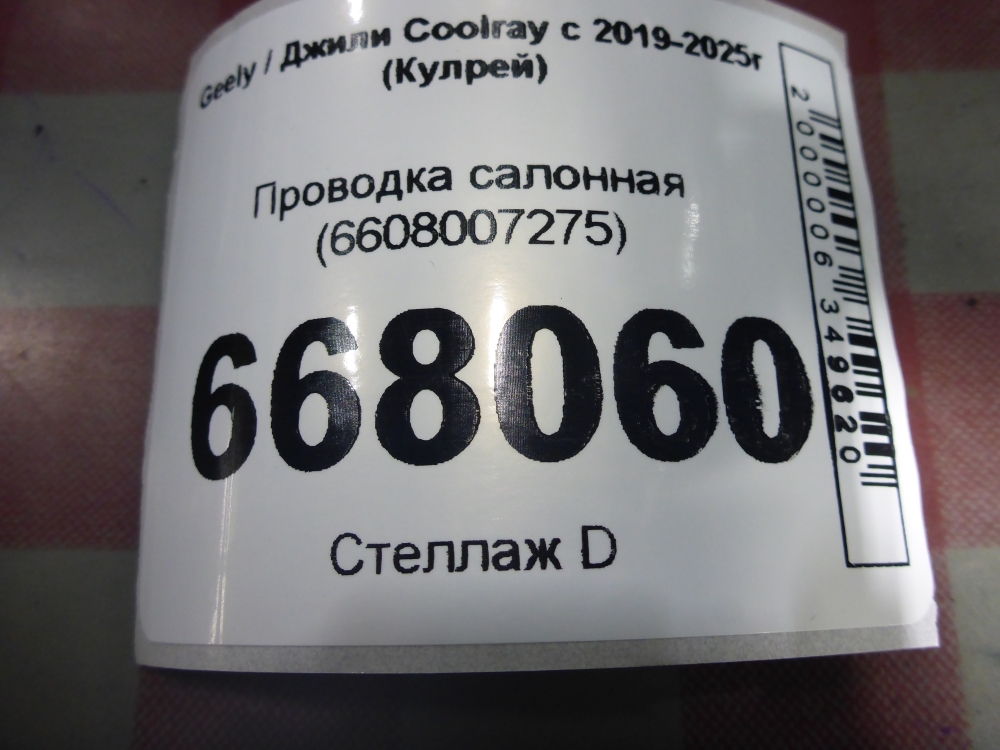 Geely / Джили Coolray с 2019-2025г
(Кулрей)
Проводка салонная
(6608007275)
668060
Стеллаж D
2000006349620